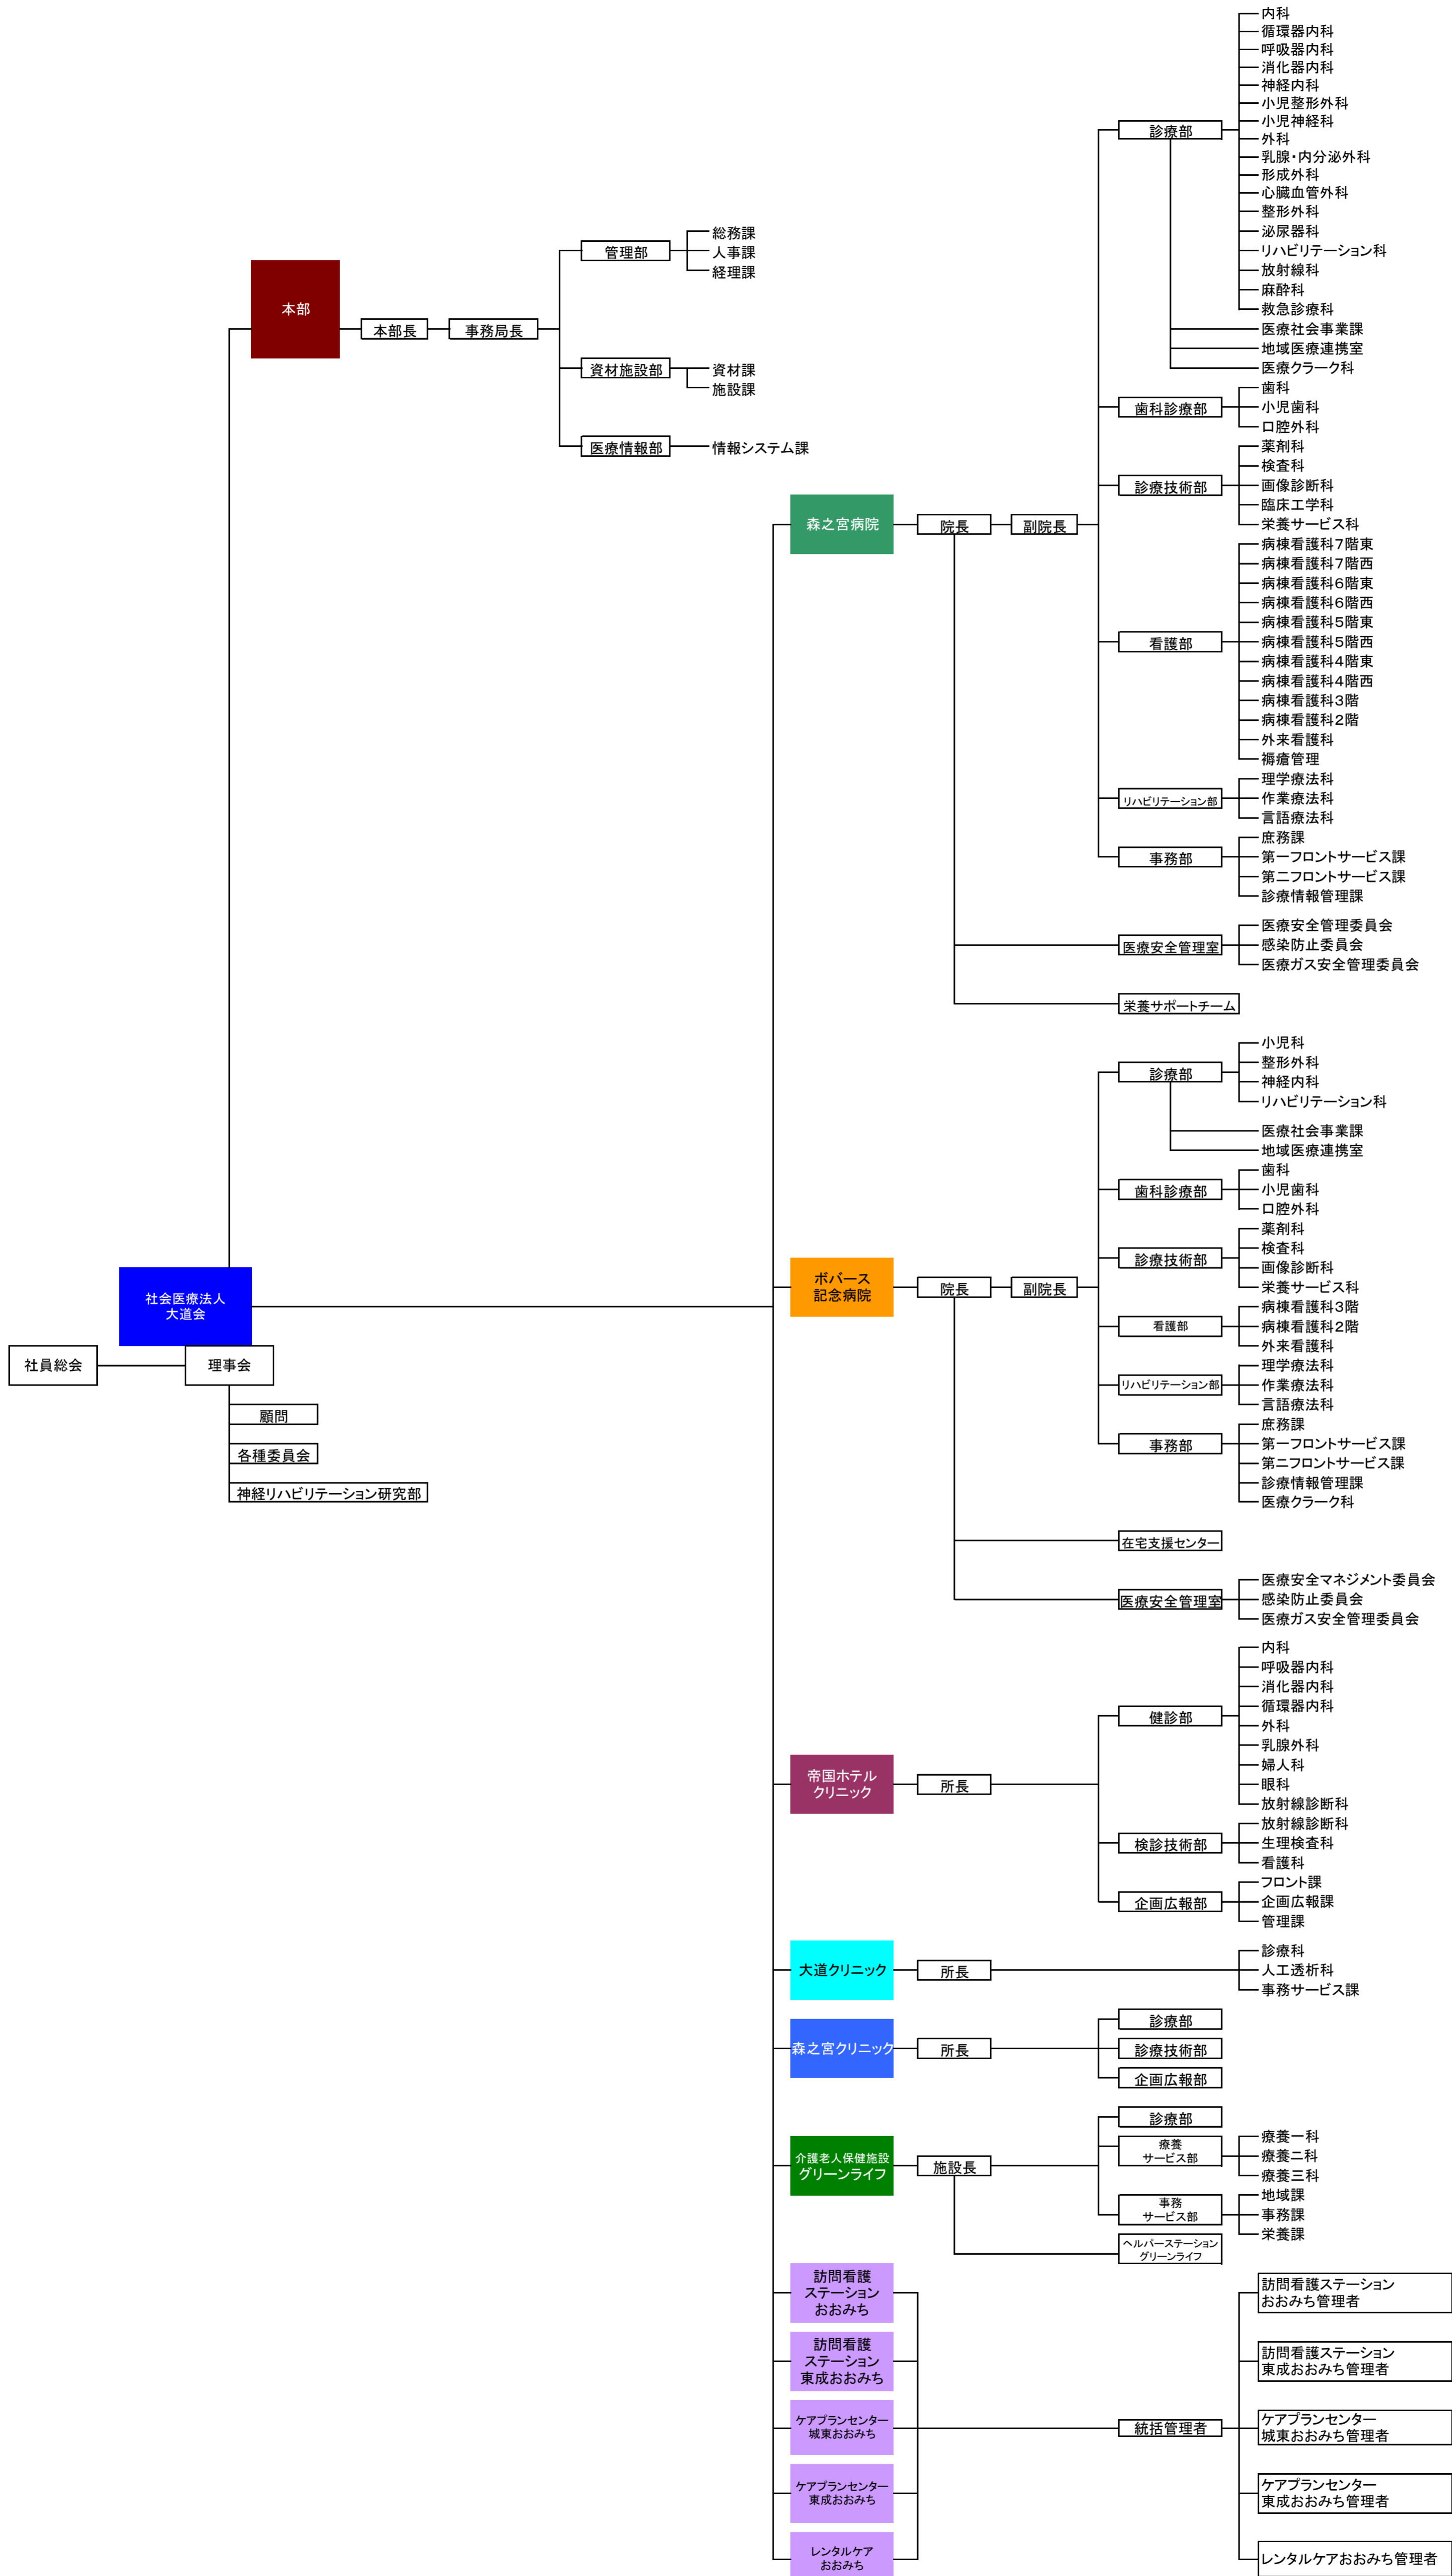 社会医療法人
大道会
社員総会
理事会
顧問
各種委員会
神経リハビリテーション研究部
本部
本部長
事務局長
管理部
総務課
人事課
経理課
資材施設部
資材課
施設課
医療情報部
情報システム課
森之宮病院
院長
副院長
診療部
内科
循環器内科
呼吸器内科
消化器内科
神経内科
小児整形外科
小児神経科
外科
乳腺・内分泌外科
形成外科
心臓血管外科
整形外科
泌尿器科
リハビリテーション科
放射線科
麻酔科
救急診療科
医療社会事業課
地域医療連携室
医療クラーク科
歯科診療部
歯科
小児歯科
口腔外科
診療技術部
薬剤科
検査科
画像診断科
臨床工学科
栄養サービス科
看護部
病棟看護科7階東
病棟看護科7階西
病棟看護科6階東
病棟看護科6階西
病棟看護科5階東
病棟看護科5階西
病棟看護科4階東
病棟看護科4階西
病棟看護科3階
病棟看護科2階
外来看護科
褥瘡管理
リハビリテーション部
理学療法科
作業療法科
言語療法科
事務部
庶務課
第一フロントサービス課
第二フロントサービス課
診療情報管理課
医療安全管理室
医療安全管理委員会
感染防止委員会
医療ガス安全管理委員会
栄養サポートチーム
ボバース
記念病院
院長
副院長
診療部
小児科
整形外科
神経内科
リハビリテーション科
医療社会事業課
地域医療連携室
歯科診療部
歯科
小児歯科
口腔外科
診療技術部
薬剤科
検査科
画像診断科
栄養サービス科
看護部
病棟看護科3階
病棟看護科2階
外来看護科
リハビリテーション部
理学療法科
作業療法科
言語療法科
事務部
庶務課
第一フロントサービス課
第二フロントサービス課
診療情報管理課
医療クラーク科
在宅支援センター
医療安全管理室
医療安全マネジメント委員会
感染防止委員会
医療ガス安全管理委員会
帝国ホテル
クリニック
所長
健診部
内科
呼吸器内科
消化器内科
循環器内科
外科
乳腺外科
婦人科
眼科
放射線診断科
検診技術部
放射線診断科
生理検査科
看護科
企画広報部
フロント課
企画広報課
管理課
大道クリニック
所長
診療科
人工透析科
事務サービス課
森之宮クリニック
所長
診療部
診療技術部
企画広報部
介護老人保健施設
グリーンライフ
施設長
診療部
療養
サービス部
療養一科
療養二科
療養三科
事務
サービス部
地域課
事務課
栄養課
ヘルパーステーション
グリーンライフ
訪問看護
ステーション
おおみち
訪問看護
ステーション
東成おおみち
ケアプランセンター
城東おおみち
ケアプランセンター
東成おおみち
レンタルケア
おおみち
統括管理者
訪問看護ステーション
おおみち管理者
訪問看護ステーション
東成おおみち管理者
ケアプランセンター
城東おおみち管理者
ケアプランセンター
東成おおみち管理者
レンタルケアおおみち管理者